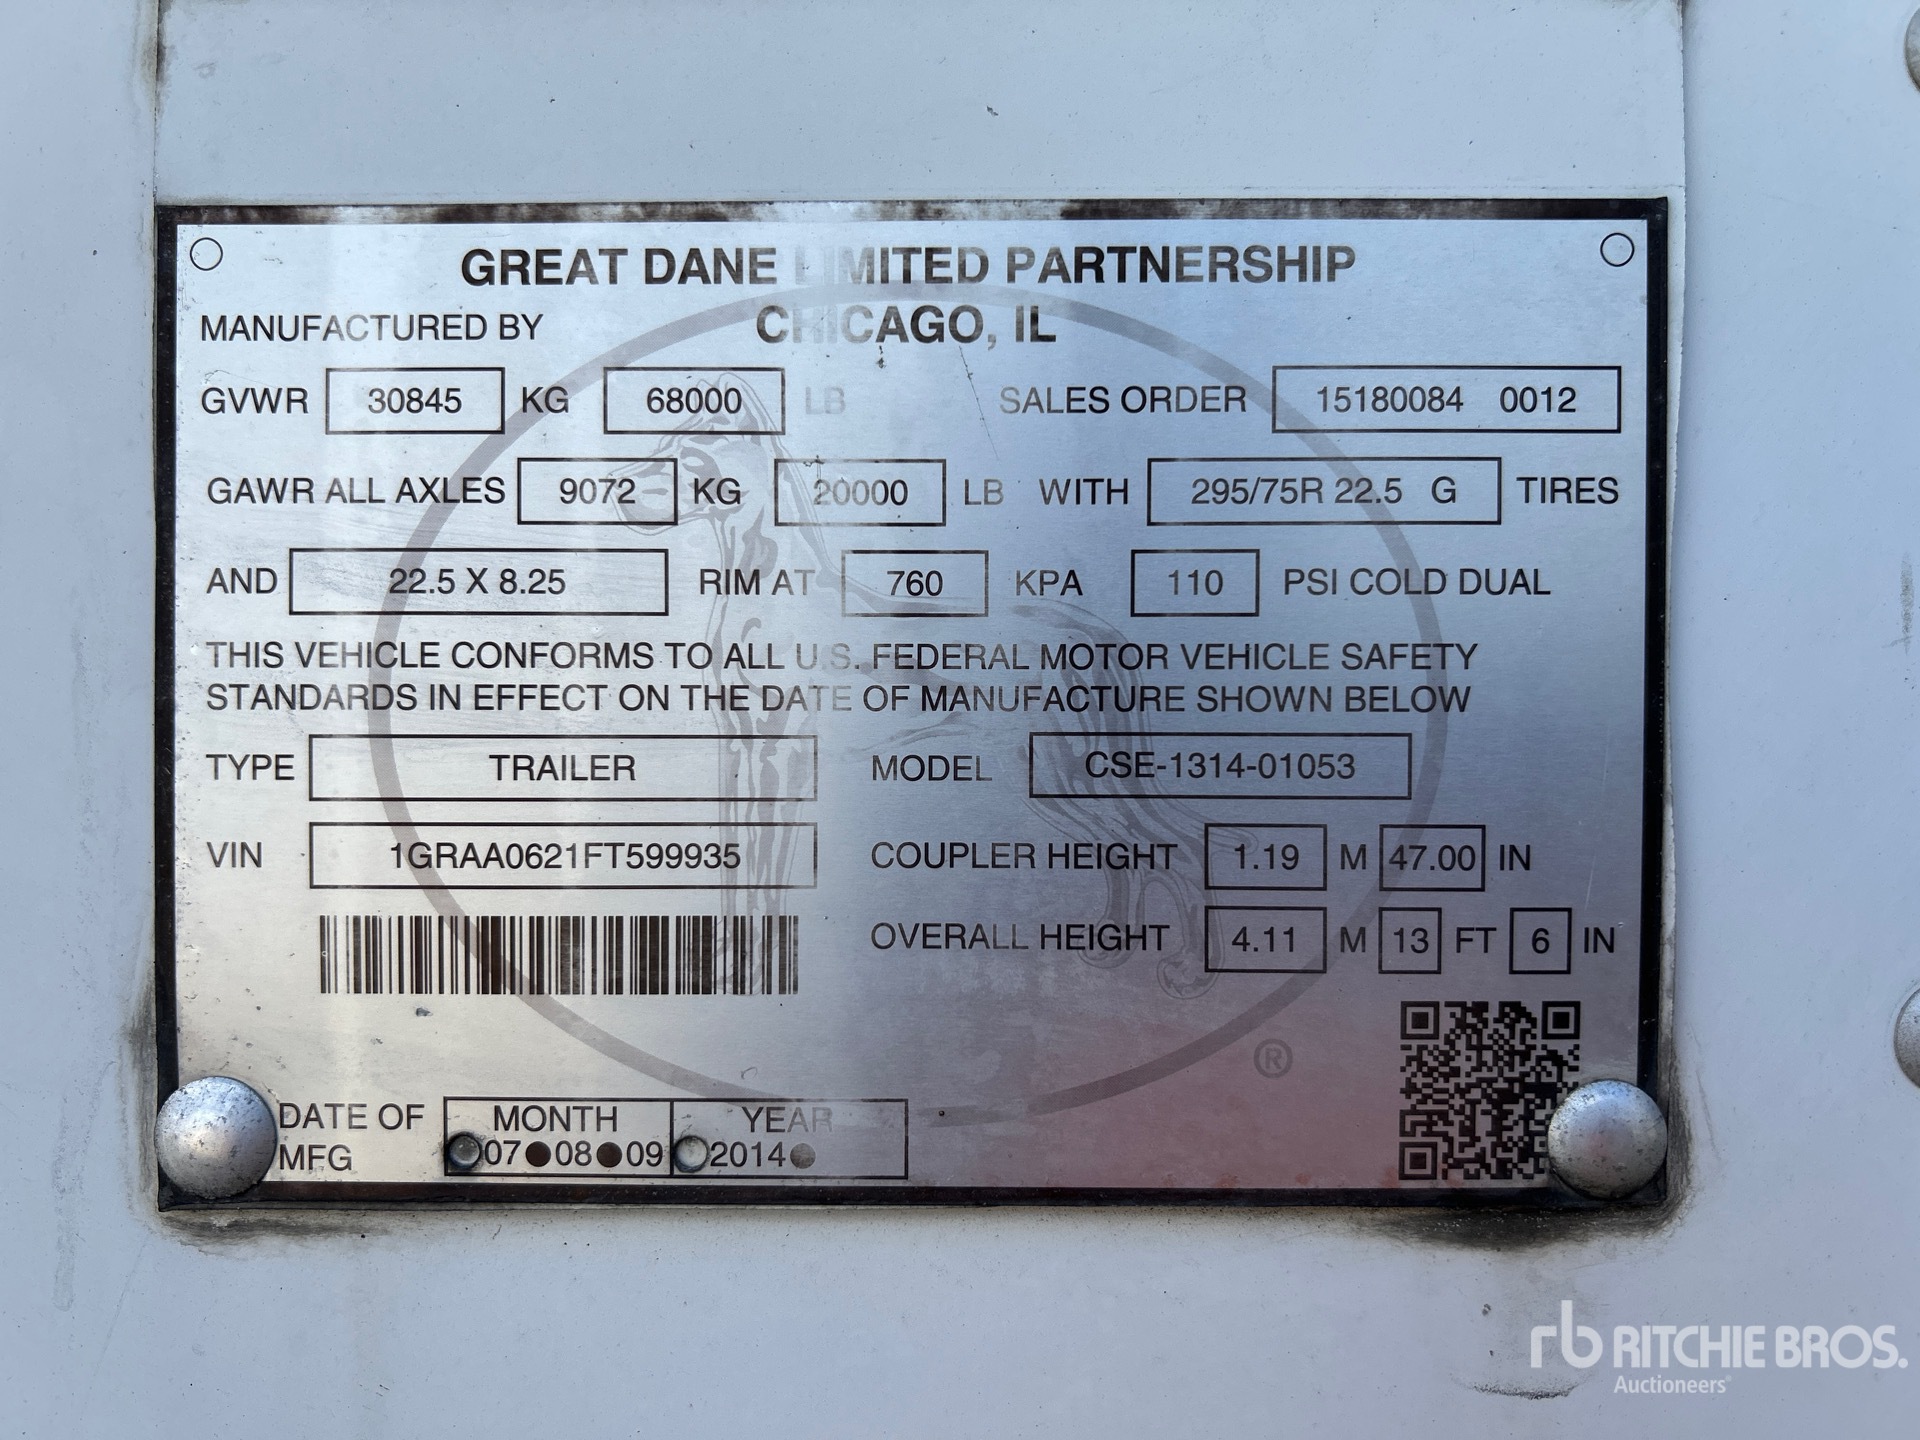 GREAT DANE LIMITED PARTNERSHIP
MANUFACTURED BY CHICAGO, IL
GVWR 30845 KG 68000 LB SALES ORDER 15180084 0012
GAWR ALL AXLES 9072 KG 20000 LB WITH 295/75R 22.5 G TIRES
AND 22.5 X 8.25 RIM AT 760 KPA 110 PSI COLD DUAL
THIS VEHICLE CONFORMS TO ALL U.S. FEDERAL MOTOR VEHICLE SAFETY
STANDARDS IN EFFECT ON THE DATE OF MANUFACTURE SHOWN BELOW
TYPE TRAILER MODEL CSE-1314-01053
VIN 1GRAA0621FT599935 COUPLER HEIGHT 1.19 M 47.00 IN
OVERALL HEIGHT 4.11 M 13 FT 6 IN
®
DATE OF MONTH YEAR
MFG 07 08 09 2014
rb RITCHIE BROS.
Auctioneers